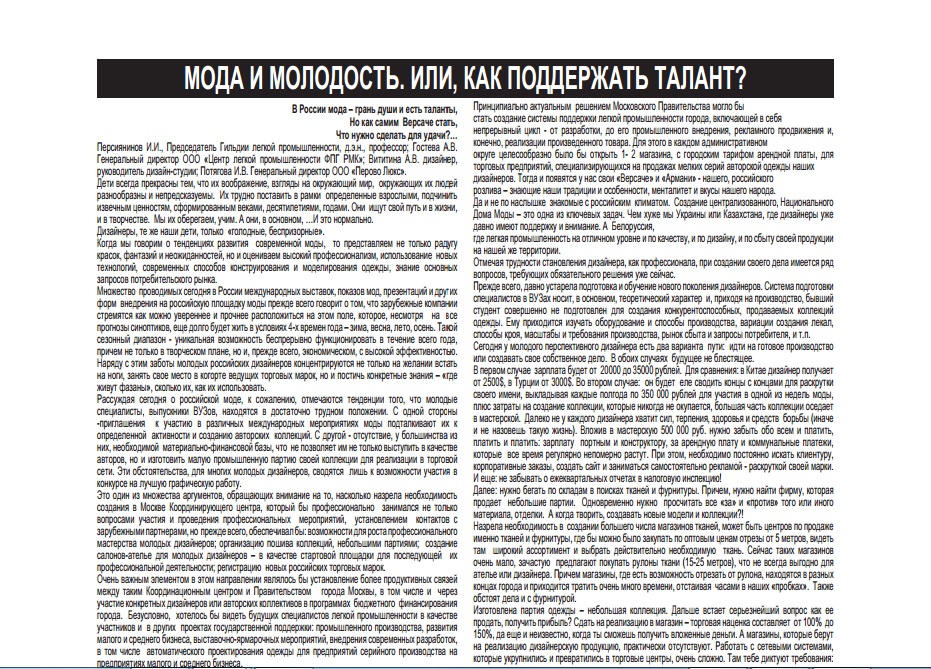 МОДА И МОЛОДОСТЬ. ИЛИ, КАК ПОДДЕРЖАТЬ ТАЛАНТ?
В России мода – грань души и есть таланты,
Но как самим Версаче стать,
Что нужно сделать для удачи?...
Персиянинов И.И., Председатель Гильдии легкой промышленности, д.э.н., профессор; Гостева А.В.
Генеральный директор ООО «Центр легкой промышленности ФПГ РМК»; Вититина А.В. дизайнер,
руководитель дизайн-студии; Потягова И.В. Генеральный директор ООО «Перово Люкс».
Дети всегда прекрасны тем, что их воображение, взгляды на окружающий мир, окружающих их людей
разнообразны и непредсказуемы. Их трудно поставить в рамки определенные взрослыми, подчинить
извечным ценностям, сформированным веками, десятилетиями, годами. Они ищут свой путь и в жизни,
и в творчестве. Мы их оберегаем, учим. А они, в основном, …И это нормально.
Дизайнеры, те же наши дети, только «голодные, беспризорные».
Когда мы говорим о тенденциях развития современной моды, то представляем не только радугу
красок, фантазий и неожиданностей, но и оцениваем высокий профессионализм, использование новых
технологий, современных способов конструирования и моделирования одежды, знание основных
запросов потребительского рынка.
Множество проводимых сегодня в России международных выставок, показов мод, презентаций и других
форм внедрения на российскую площадку моды прежде всего говорит о том, что зарубежные компании
стремятся как можно увереннее и прочнее расположиться на этом поле, которое, несмотря на все
прогнозы синоптиков, еще долго будет жить в условиях 4-х времен года – зима, весна, лето, осень. Такой
сезонный диапазон - уникальная возможность беспрерывно функционировать в течение всего года,
причем не только в творческом плане, но и, прежде всего, экономическом, с высокой эффективностью.
Наряду с этим заботы молодых российских дизайнеров концентрируются не только на желании встать
на ноги, занять свое место в когорте ведущих торговых марок, но и постичь конкретные знания – «где
живут фазаны», сколько их, как их использовать.
Рассуждая сегодня о российской моде, к сожалению, отмечаются тенденции того, что молодые
специалисты, выпускники ВУЗов, находятся в достаточно трудном положении. С одной стороны
-приглашения к участию в различных международных мероприятиях моды подталкивают их к
определенной активности и созданию авторских коллекций. С другой - отсутствие, у большинства из
них, необходимой материально-финансовой базы, что не позволяет им не только выступить в качестве
авторов, но и изготовить малую промышленную партию своей коллекции для реализации в торговой
сети. Эти обстоятельства, для многих молодых дизайнеров, сводятся лишь к возможности участия в
конкурсе на лучшую графическую работу.
Это один из множества аргументов, обращающих внимание на то, насколько назрела необходимость
создания в Москве Координирующего центра, который бы профессионально занимался не только
вопросами участия и проведения профессиональных мероприятий, установлением контактов с
зарубежными партнерами, но прежде всего, обеспечивал бы: возможности для роста профессионального
мастерства молодых дизайнеров; организацию пошива коллекций, небольшими партиями; создание
салонов-ателье для молодых дизайнеров – в качестве стартовой площадки для последующей их
профессиональной деятельности; регистрацию новых российских торговых марок.
Очень важным элементом в этом направлении являлось бы установление более продуктивных связей
между таким Координационным центром и Правительством города Москвы, в том числе и через
участие конкретных дизайнеров или авторских коллективов в программах бюджетного финансирования
города. Безусловно, хотелось бы видеть будущих специалистов легкой промышленности в качестве
участников и в других проектах государственной поддержки: промышленного производства, развития
малого и среднего бизнеса, выставочно-ярмарочных мероприятий, внедрения современных разработок,
в том числе автоматического проектирования одежды для предприятий серийного производства на
предприятиях малого и среднего бизнеса.
Принципиально актуальным решением Московского Правительства могло бы
стать создание системы поддержки легкой промышленности города, включающей в себя
непрерывный цикл - от разработки, до его промышленного внедрения, рекламного продвижения и,
конечно, реализации произведенного товара. Для этого в каждом административном
округе целесообразно было бы открыть 1- 2 магазина, с городским тарифом арендной платы, для
торговых предприятий, специализирующихся на продажах мелких серий авторской одежды наших
дизайнеров. Тогда и появятся у нас свои «Версаче» и «Армани» - нашего, российского
розлива – знающие наши традиции и особенности, менталитет и вкусы нашего народа.
Да и не по наслышке знакомые с российским климатом. Создание централизованного, Национального
Дома Моды – это одна из ключевых задач. Чем хуже мы Украины или Казахстана, где дизайнеры уже
давно имеют поддержку и внимание. А Белоруссия,
где легкая промышленность на отличном уровне и по качеству, и по дизайну, и по сбыту своей продукции
на нашей же территории.
Отмечая трудности становления дизайнера, как профессионала, при создании своего дела имеется ряд
вопросов, требующих обязательного решения уже сейчас.
Прежде всего, давно устарела подготовка и обучение нового поколения дизайнеров. Система подготовки
специалистов в ВУЗах носит, в основном, теоретический характер и, приходя на производство, бывший
студент совершенно не подготовлен для создания конкурентоспособных, продаваемых коллекций
одежды. Ему приходится изучать оборудование и способы производства, вариации создания лекал,
способы кроя, масштабы и требования производства, рынок сбыта и запросы потребителя, и т.п.
Сегодня у молодого перспективного дизайнера есть два варианта пути: идти на готовое производство
или создавать свое собственное дело. В обоих случаях будущее не блестящее.
В первом случае зарплата будет от 20000 до 35000 рублей. Для сравнения: в Китае дизайнер получает
от 2500$, в Турции от 3000$. Во втором случае: он будет еле сводить концы с концами для раскрутки
своего имени, выкладывая каждые полгода по 350 000 рублей для участия в одной из недель моды,
плюс затраты на создание коллекции, которые никогда не окупается, большая часть коллекции оседает
в мастерской. Далеко не у каждого дизайнера хватит сил, терпения, здоровья и средств борьбы (иначе
и не назовешь такую жизнь). Вложив в мастерскую 500 000 руб. нужно забыть обо всем и платить,
платить и платить: зарплату портным и конструктору, за арендную плату и коммунальные платежи,
которые все время регулярно непомерно растут. При этом, необходимо постоянно искать клиентуру,
корпоративные заказы, создать сайт и заниматься самостоятельно рекламой - раскруткой своей марки.
И еще: не забывать о ежеквартальных отчетах в налоговую инспекцию!
Далее: нужно бегать по складам в поисках тканей и фурнитуры. Причем, нужно найти фирму, которая
продает небольшие партии. Одновременно нужно просчитать все «за» и «против» того или иного
материала, отделки. А когда творить, создавать новые модели и коллекции?!
Назрела необходимость в создании большего числа магазинов тканей, может быть центров по продаже
именно тканей и фурнитуры, где бы можно было закупать по оптовым ценам отрезы от 5 метров, видеть
там широкий ассортимент и выбрать действительно необходимую ткань. Сейчас таких магазинов
очень мало, зачастую предлагают покупать рулоны ткани (15-25 метров), что не всегда выгодно для
ателье или дизайнера. Причем магазины, где есть возможность отрезать от рулона, находятся в разных
концах города и приходится тратить очень много времени, отстаивая часами в наших «пробках». Также
обстоят дела и с фурнитурой.
Изготовлена партия одежды – небольшая коллекция. Дальше встает серьезнейший вопрос как ее
продать, получить прибыль? Сдать на реализацию в магазин – торговая наценка составляет от 100% до
150%, да еще и неизвестно, когда ты сможешь получить вложенные деньги. А магазины, которые берут
на реализацию дизайнерскую продукцию, практически отсутствуют. Работать с сетевыми системами,
которые укрупнились и превратились в торговые центры, очень сложно. Там тебе диктуют требования: